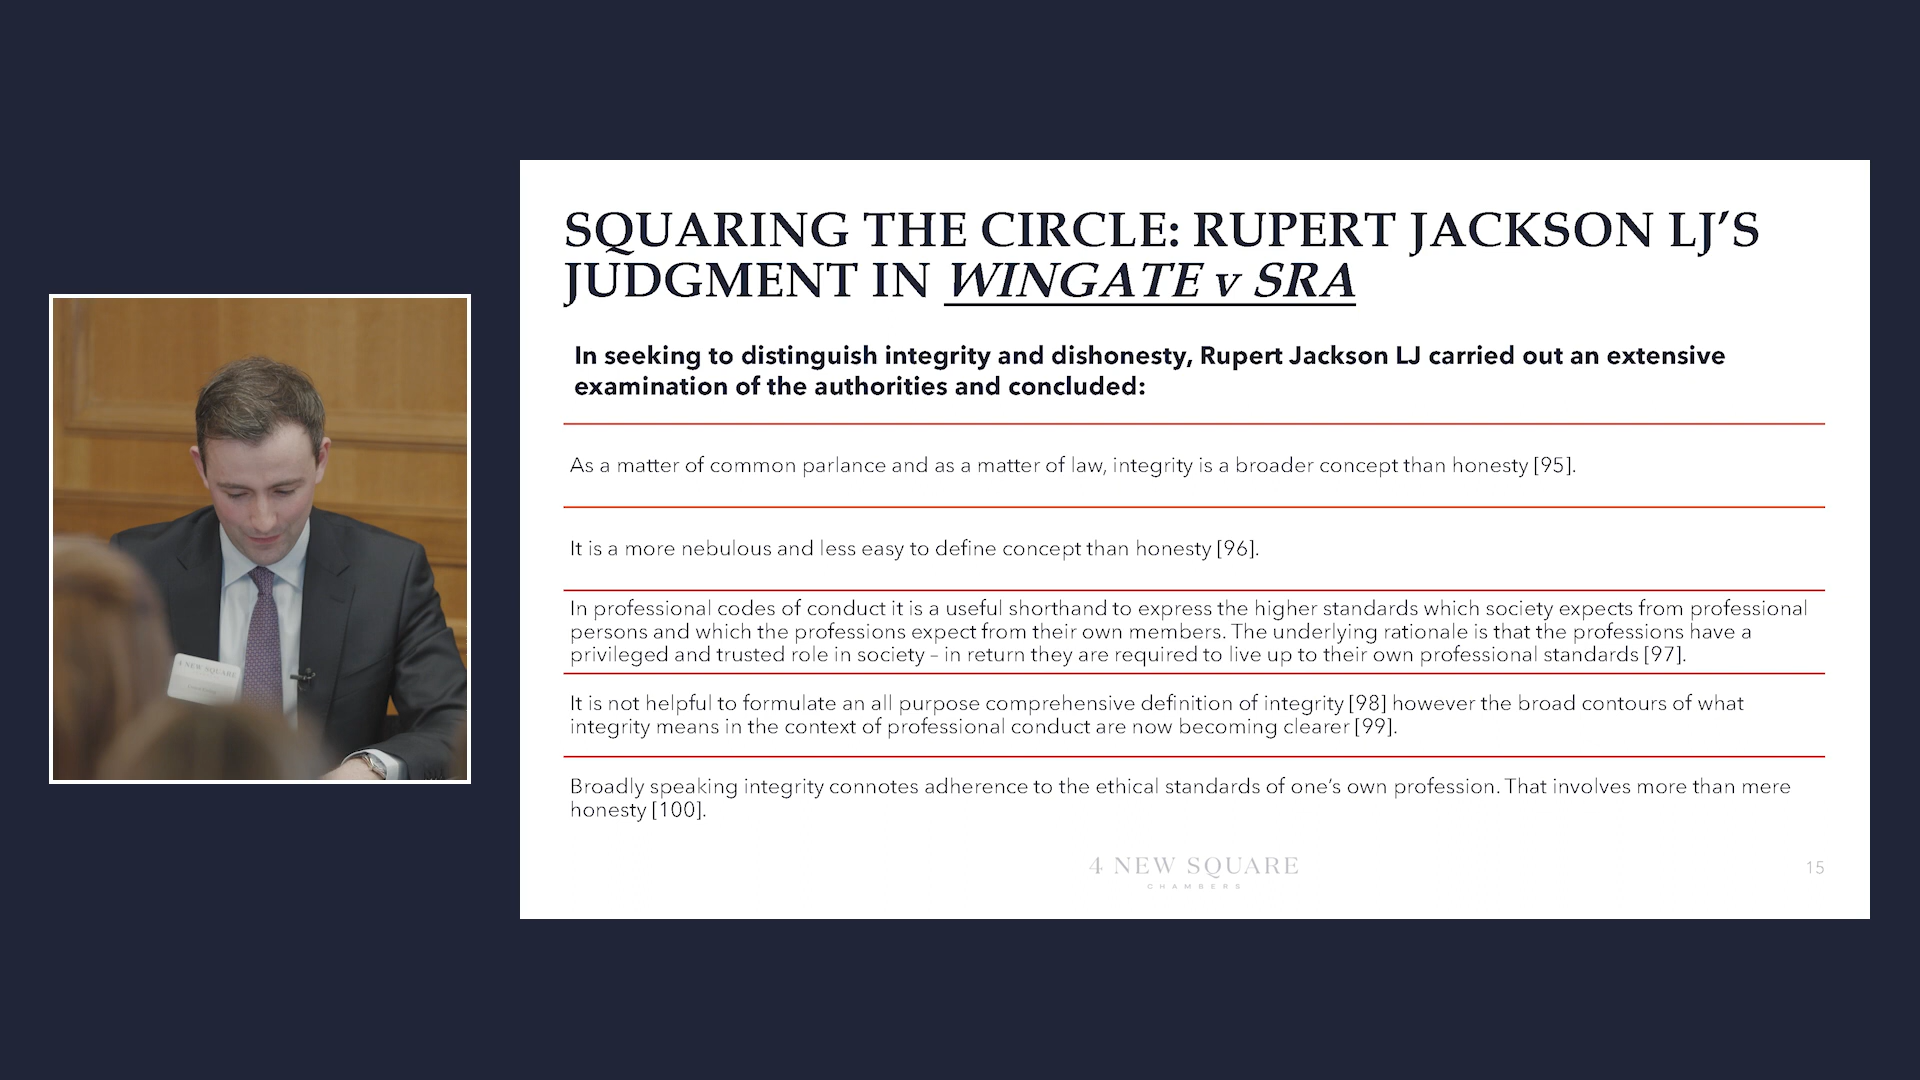 SQUARING THE CIRCLE: RUPERT JACKSON LJ’S
JUDGMENT IN WINGATE v SRA
In seeking to distinguish integrity and dishonesty, Rupert Jackson LJ carried out an extensive
examination of the authorities and concluded:
As a matter of common parlance and as a matter of law, integrity is a broader concept than honesty [95].
It is a more nebulous and less easy to define concept than honesty [96].
In professional codes of conduct it is a useful shorthand to express the higher standards which society expects from professional
persons and which the professions expect from their own members. The underlying rationale is that the professions have a
privileged and trusted role in society – in return they are required to live up to their own professional standards [97].
It is not helpful to formulate an all purpose comprehensive definition of integrity [98] however the broad contours of what
integrity means in the context of professional conduct are now becoming clearer [99].
Broadly speaking integrity connotes adherence to the ethical standards of one’s own profession. That involves more than mere
honesty [100].
4 NEW SQUARE
CHAMBERS
15
4 NEW SQUARE